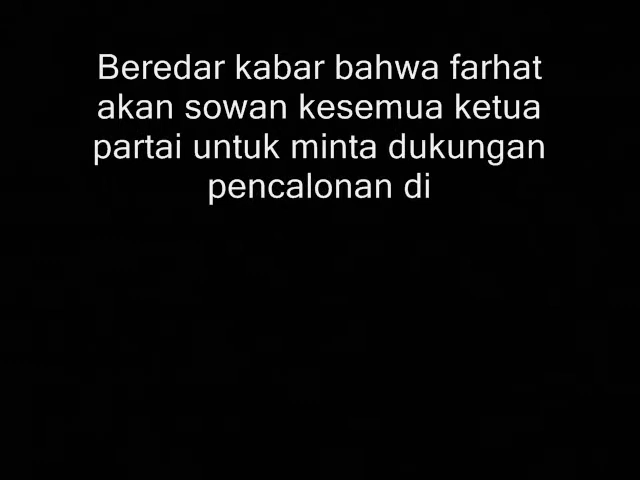 Beredar kabar bahwa farhat
akan sowan kesemua ketua
partai untuk minta dukungan
pencalonan di